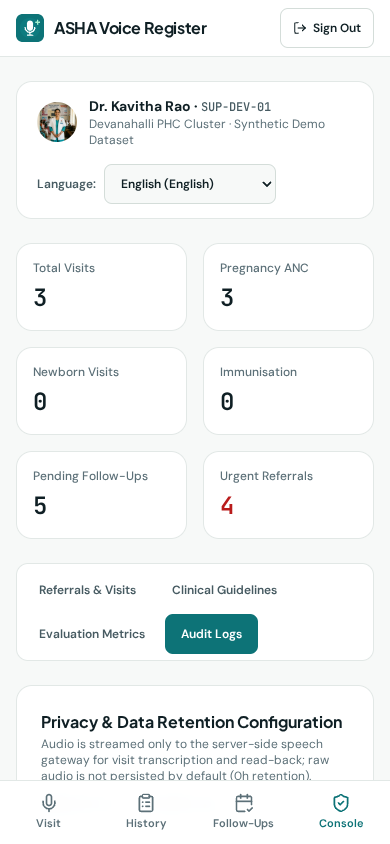 ASHA Voice Register
Sign Out
Dr. Kavitha Rao · SUP-DEV-01
Devanahalli PHC Cluster · Synthetic Demo
Dataset
Language:
English (English)
Total Visits
3
Pregnancy ANC
3
Newborn Visits
0
Immunisation
0
Pending Follow-Ups
5
Urgent Referrals
4
Referrals & Visits
Clinical Guidelines
Evaluation Metrics
Audit Logs
Privacy & Data Retention Configuration
Audio is streamed only to the server-side speech
gateway for visit transcription and read-back; raw
audio is not persisted by default (0h retention).
Visit
History
Follow-Ups
Console